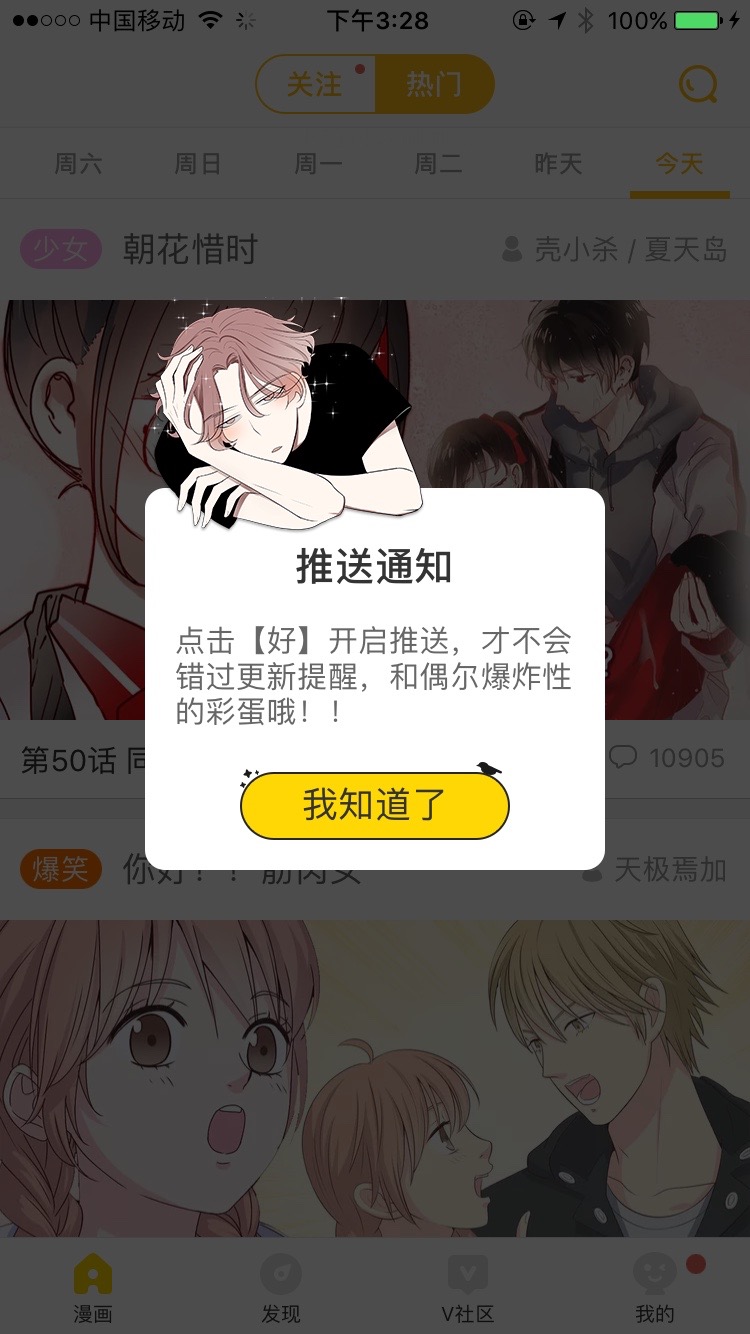 中国移动 下午3:28 100%
关注 热门
周六 周日 周一 周二 昨天 今天
少女 朝花惜时 壳小杀 / 夏天岛
推送通知
点击【好】开启推送，才不会
错过更新提醒，和偶尔爆炸性
的彩蛋哦！！
第50话 同 10905
我知道了
爆笑 你好！！筋肉女 天极焉加
漫画 发现 V社区 我的